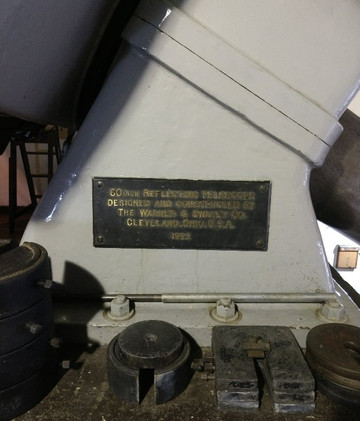 60 INCH REFLECTING TELESCOPE
DESIGNED AND CONSTRUCTED BY
THE WARNER & SWASEY CO.
CLEVELAND, OHIO, U.S.A.
1922